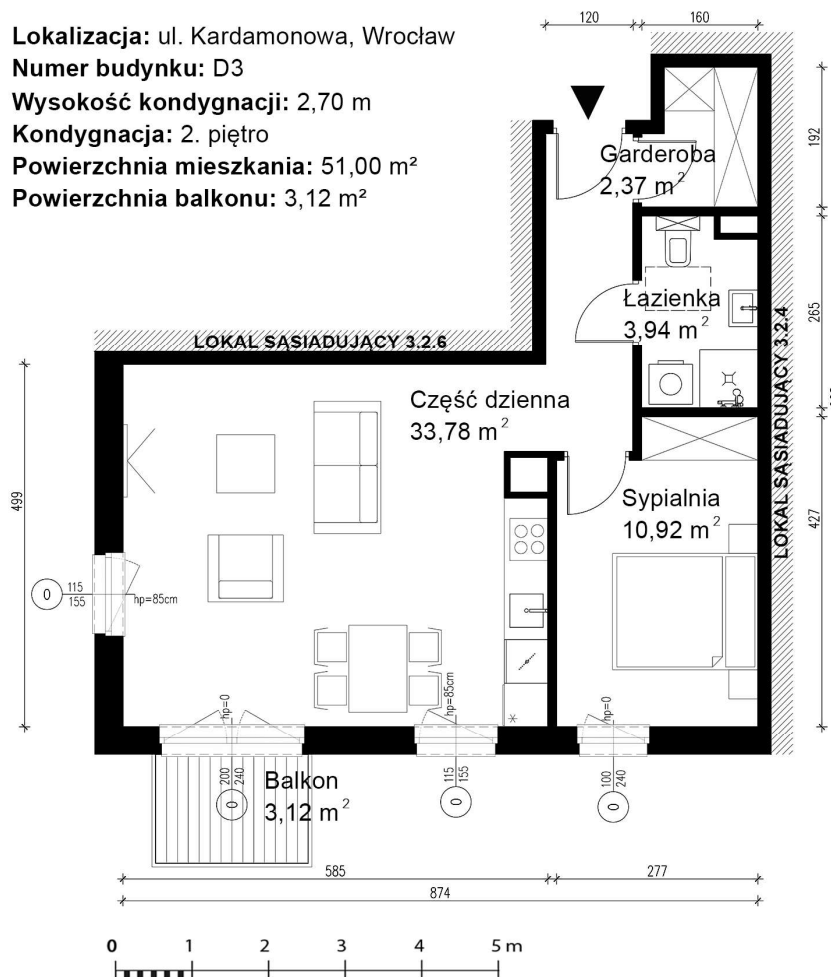 Lokalizacja: ul. Kardamonowa, Wrocław
Numer budynku: D3
Wysokość kondygnacji: 2,70 m
Kondygnacja: 2. piętro
Powierzchnia mieszkania: 51,00 m²
Powierzchnia balkonu: 3,12 m²
120
160
192
Garderoba
2,37 m²
265
Łazienka
3,94 m²
LOKAL SĄSIADUJĄCY 3.2.6
LOKAL SĄSIADUJĄCY 3.2.4
Część dzienna
33,78 m²
499
427
Sypialnia
10,92 m²
0
115
155
hp=85cm
hp=0
hp=85cm
hp=0
200
240
0
115
155
0
100
240
0
Balkon
3,12 m²
585
277
874
0 1 2 3 4 5 m